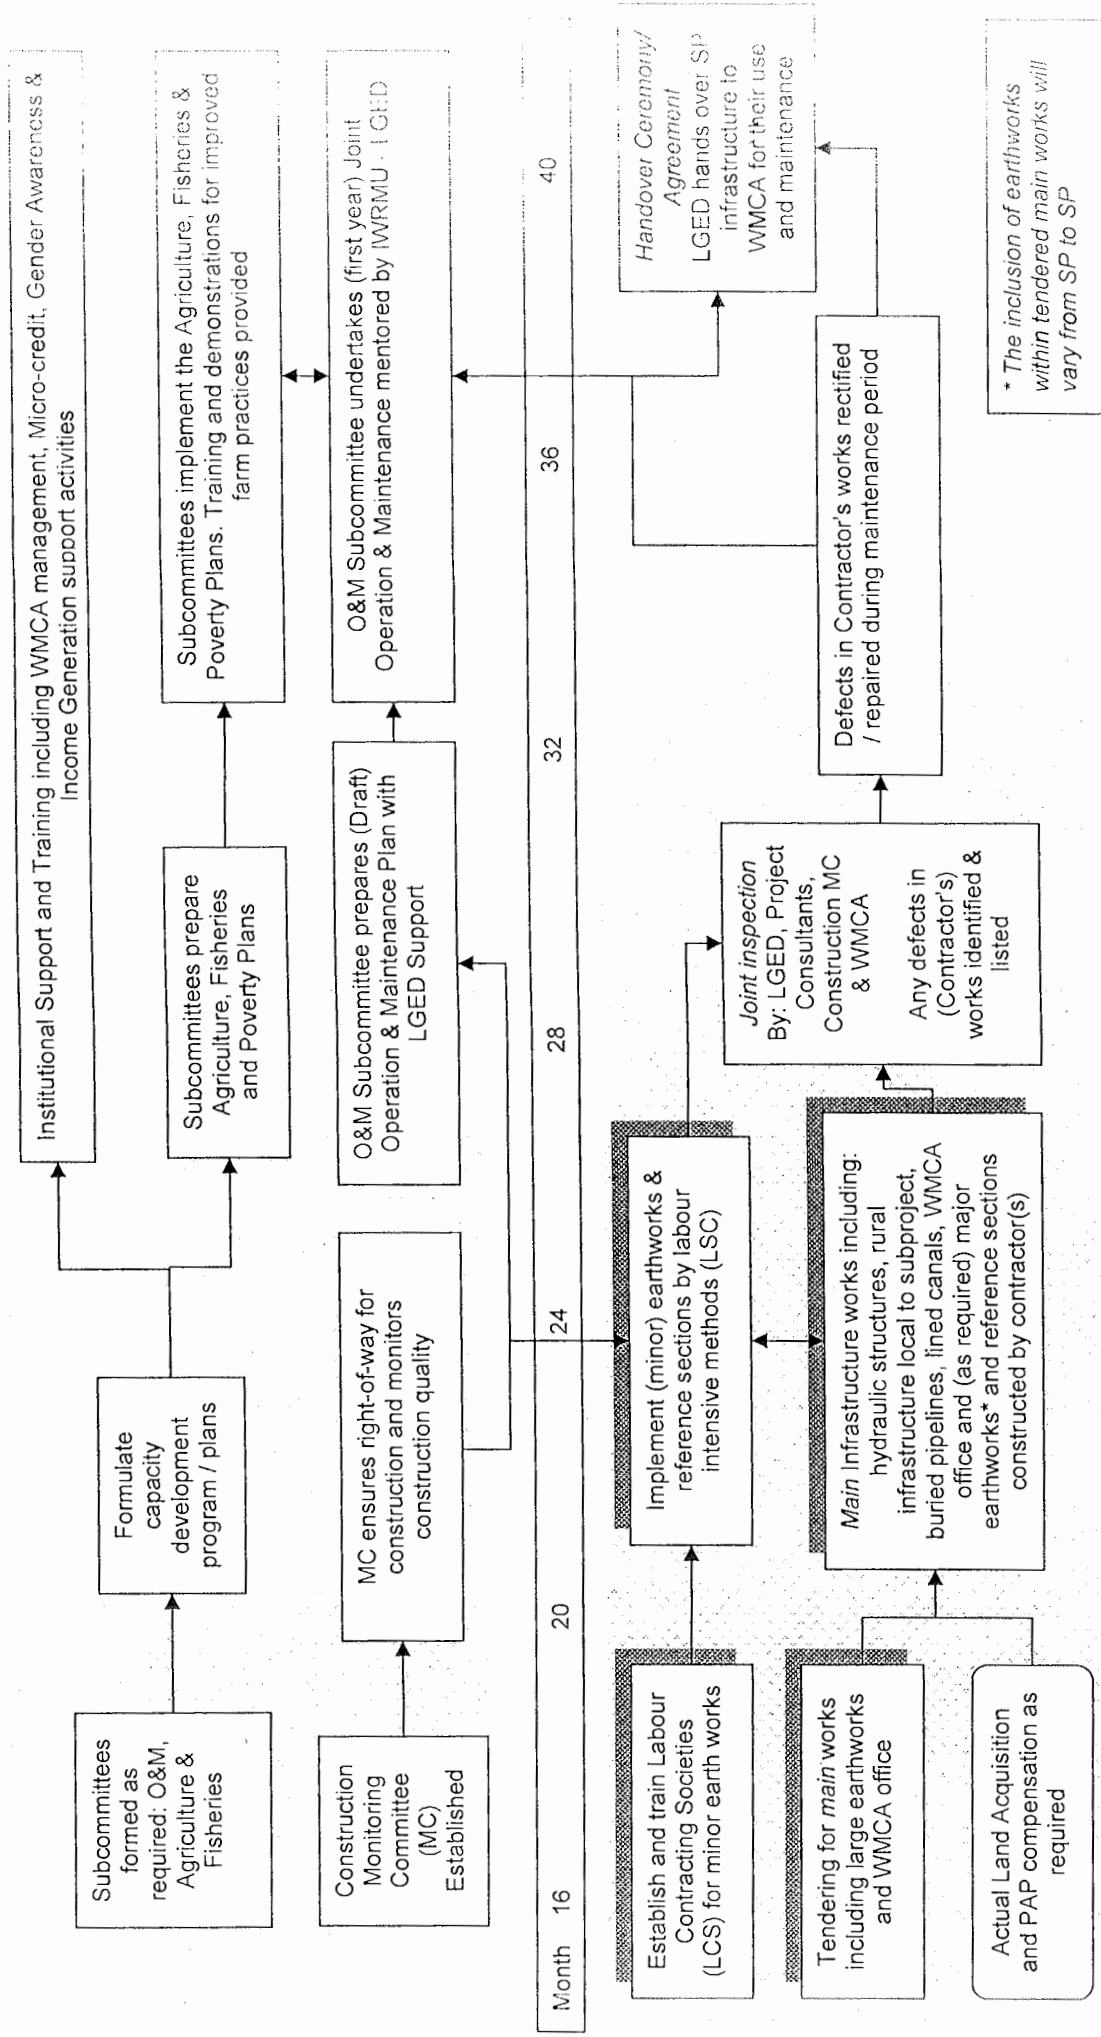 Institutional Support and Training including WMCA management, Micro-credit, Gender Awareness &
Income Generation support activities
Subcommittees
formed as
required: O&M,
Agriculture &
Fisheries
Formulate
capacity
development
program / plans
Subcommittees prepare
Agriculture, Fisheries
and Poverty Plans
Subcommittees implement the Agriculture, Fisheries &
Poverty Plans. Training and demonstrations for improved
farm practices provided
Construction
Monitoring
Committee
(MC)
Established
MC ensures right-of-way for
construction and monitors
construction quality
O&M Subcommittee prepares (Draft)
Operation & Maintenance Plan with
LGED Support
O&M Subcommittee undertakes (first year) Joint
Operation & Maintenance mentored by IWRMU - LGED
Month 16 20 24 28 32 36 40
Establish and train Labour
Contracting Societies
(LCS) for minor earth works
Implement (minor) earthworks &
reference sections by labour
intensive methods (LSC)
Handover Ceremony/
Agreement
LGED hands over SP
infrastructure to
WMCA for their use
and maintenance
Tendering for main works
including large earthworks
and WMCA office
Main Infrastructure works including:
hydraulic structures, rural
infrastructure local to subproject,
buried pipelines, lined canals, WMCA
office and (as required) major
earthworks* and reference sections
constructed by contractor(s)
Joint inspection
By: LGED, Project
Consultants,
Construction MC
& WMCA
Any defects in
(Contractor's)
works identified &
listed
Defects in Contractor's works rectified
/ repaired during maintenance period
Actual Land Acquisition
and PAP compensation as
required
* The inclusion of earthworks
within tendered main works will
vary from SP to SP